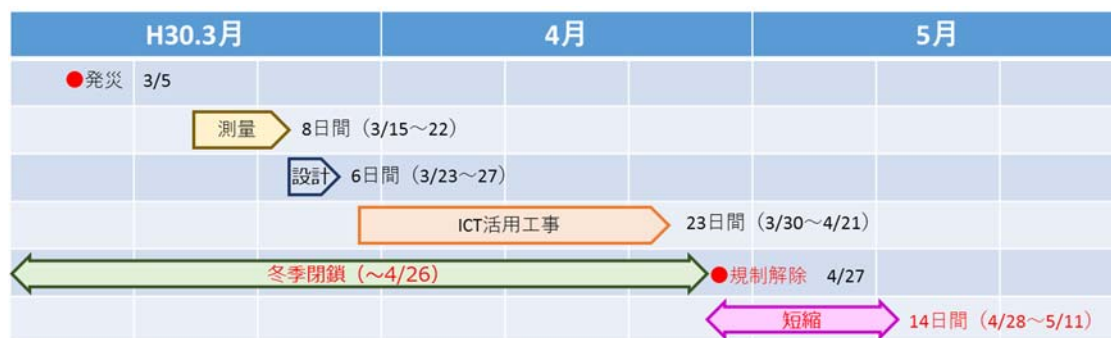 H30.3月 4月 5月
●発災 3/5
測量 8日間（3/15～22）
設計 6日間（3/23～27）
ICT活用工事 23日間（3/30～4/21）
冬季閉鎖（～4/26） ●規制解除 4/27
短縮 14日間（4/28～5/11）